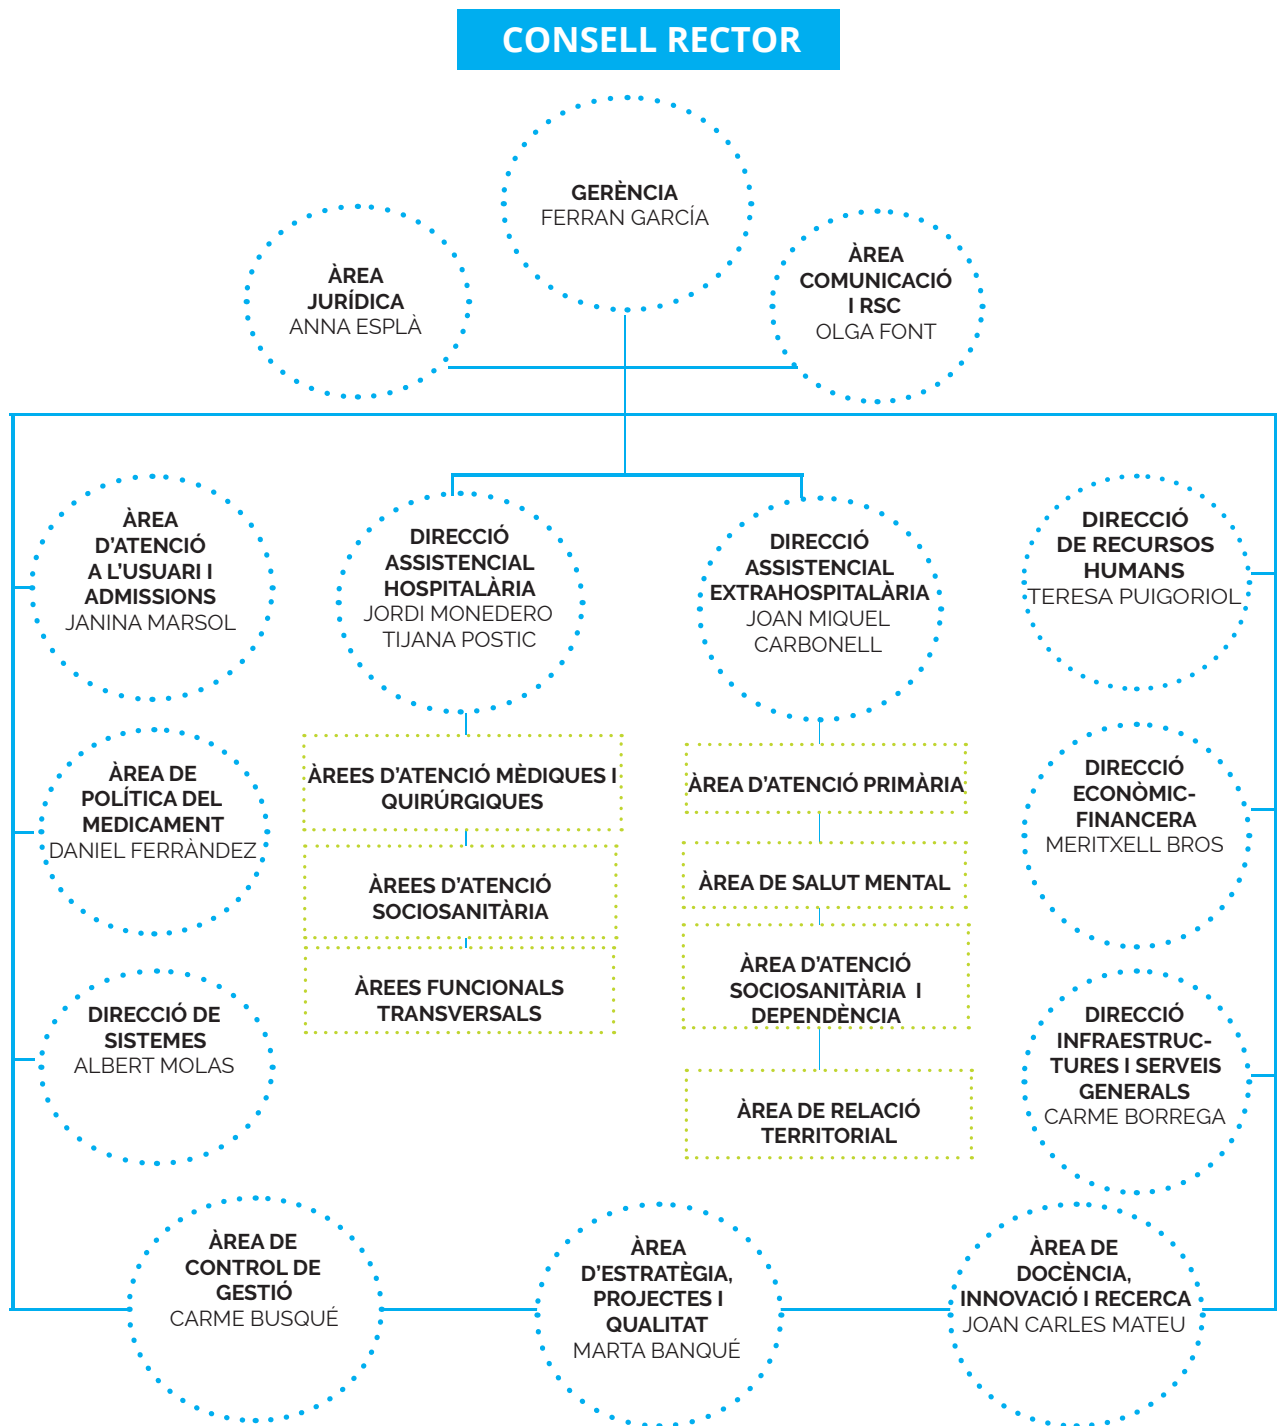 CONSELL RECTOR
GERÈNCIA
FERRAN GARCÍA
ÀREA
JURÍDICA
ANNA ESPLÀ
ÀREA
COMUNICACIÓ
I RSC
OLGA FONT
ÀREA
D'ATENCIÓ
A L'USUARI I
ADMISSIONS
JANINA MARSOL
DIRECCIÓ
ASSISTENCIAL
HOSPITALÀRIA
JORDI MONEDERO
TIJANA POSTIC
DIRECCIÓ
ASSISTENCIAL
EXTRAHOSPITALÀRIA
JOAN MIQUEL
CARBONELL
DIRECCIÓ
DE RECURSOS
HUMANS
TERESA PUIGORIOL
ÀREA DE
POLÍTICA DEL
MEDICAMENT
DANIEL FERRÀNDEZ
ÀREES D'ATENCIÓ MÈDIQUES I
QUIRÚRGIQUES
ÀREES D'ATENCIÓ
SOCIOSANITÀRIA
ÀREES FUNCIONALS
TRANSVERSALS
ÀREA D'ATENCIÓ PRIMÀRIA
ÀREA DE SALUT MENTAL
ÀREA D'ATENCIÓ
SOCIOSANITÀRIA I
DEPENDÈNCIA
ÀREA DE RELACIÓ
TERRITORIAL
DIRECCIÓ
ECONÒMIC-
FINANCERA
MERITXELL BROS
DIRECCIÓ DE
SISTEMES
ALBERT MOLAS
DIRECCIÓ
INFRAESTRUC-
TURES I SERVEIS
GENERALS
CARME BORREGA
ÀREA DE
CONTROL DE
GESTIÓ
CARME BUSQUÉ
ÀREA
D'ESTRATÈGIA,
PROJECTES I
QUALITAT
MARTA BANQUÉ
ÀREA DE
DOCÈNCIA,
INNOVACIÓ I RECERCA
JOAN CARLES MATEU